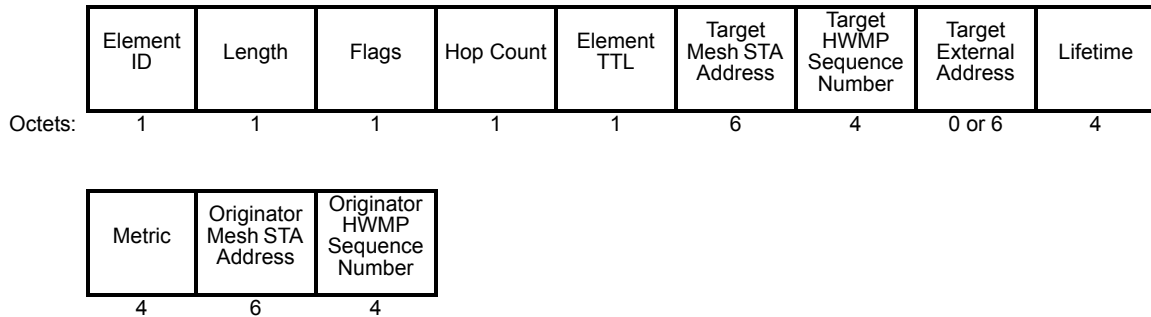 Element
ID
Length
Flags
Hop Count
Element
TTL
Target
Mesh STA
Address
Target
HWMP
Sequence
Number
Target
External
Address
Lifetime
Octets: 1 1 1 1 1 6 4 0 or 6 4
Metric
Originator
Mesh STA
Address
Originator
HWMP
Sequence
Number
4 6 4